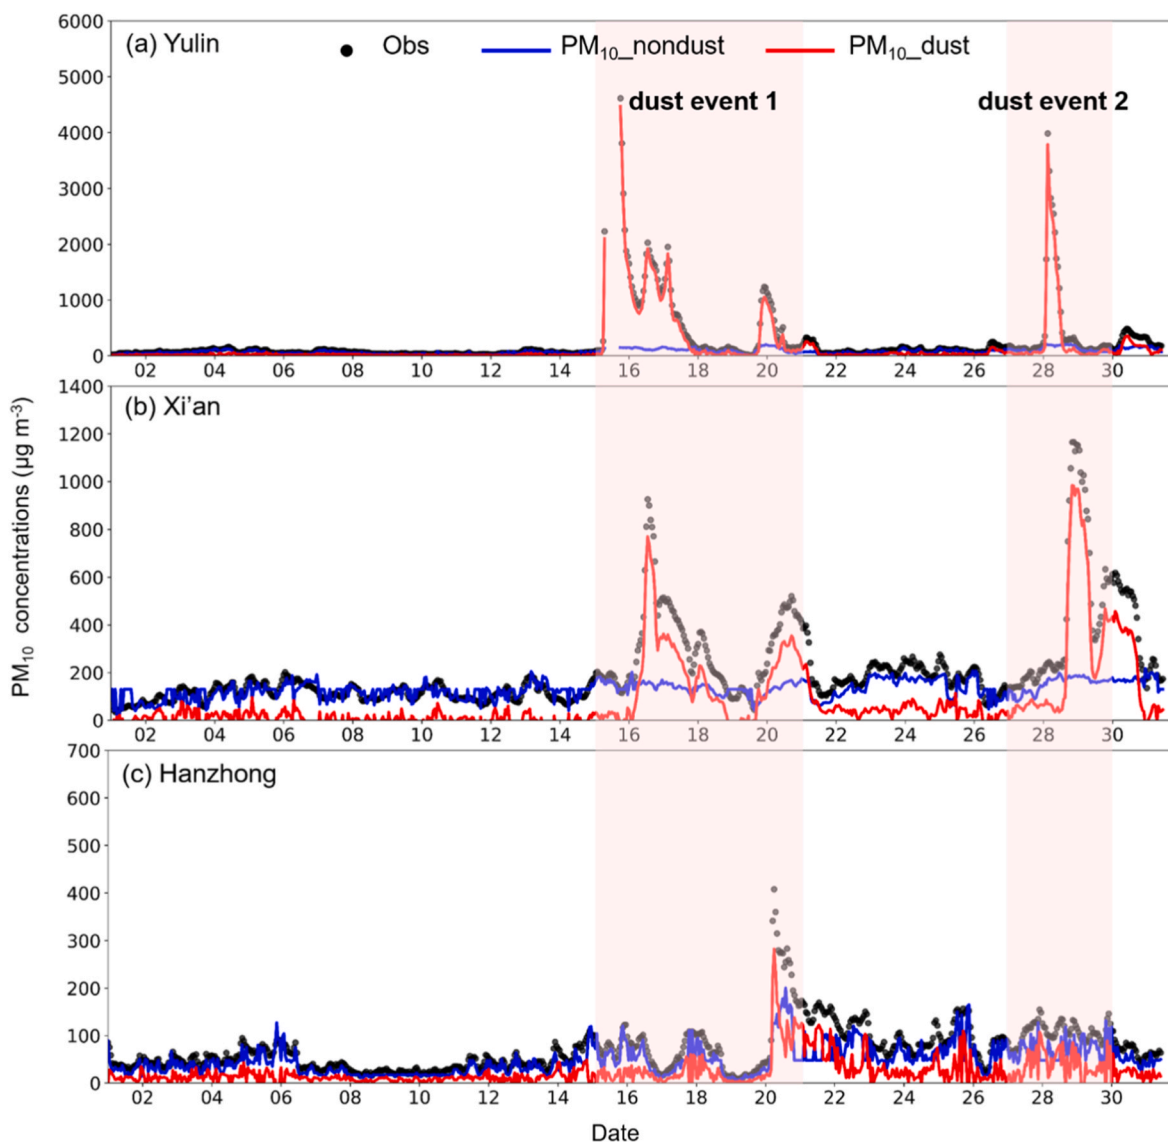 6000
5000
4000
3000
2000
1000
0
(a) Yulin
Obs
PM₁₀_nondust
PM₁₀_dust
dust event 1
dust event 2
02 04 06 08 10 12 14 16 18 20 22 24 26 28 30
1400
1200
1000
800
600
400
200
0
(b) Xi'an
02 04 06 08 10 12 14 16 18 20 22 24 26 28 30
700
600
500
400
300
200
100
0
(c) Hanzhong
02 04 06 08 10 12 14 16 18 20 22 24 26 28 30
PM₁₀ concentrations (μg m⁻³)
Date